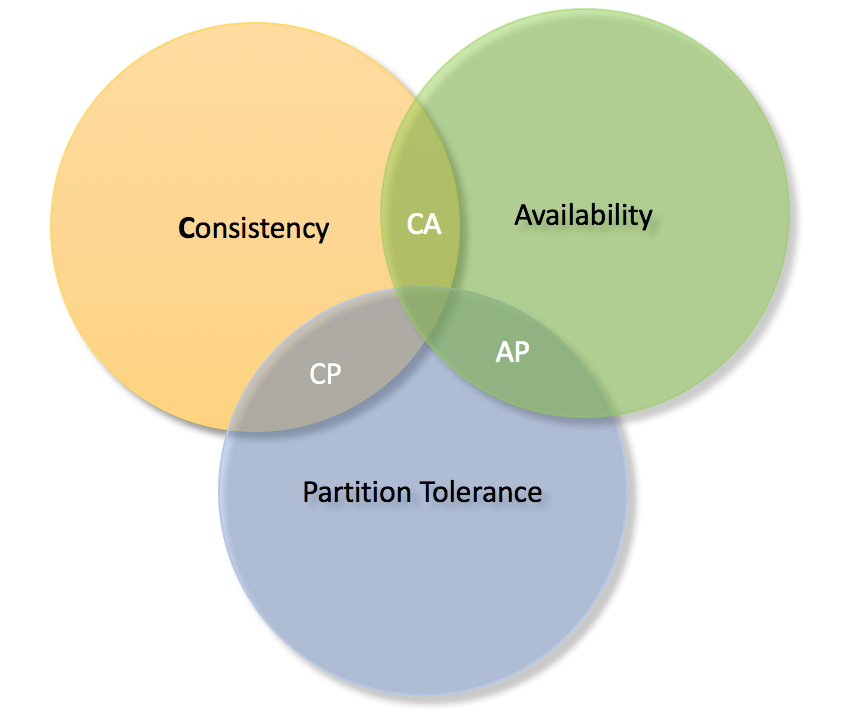 Consistency
Availability
CA
AP
CP
Partition Tolerance